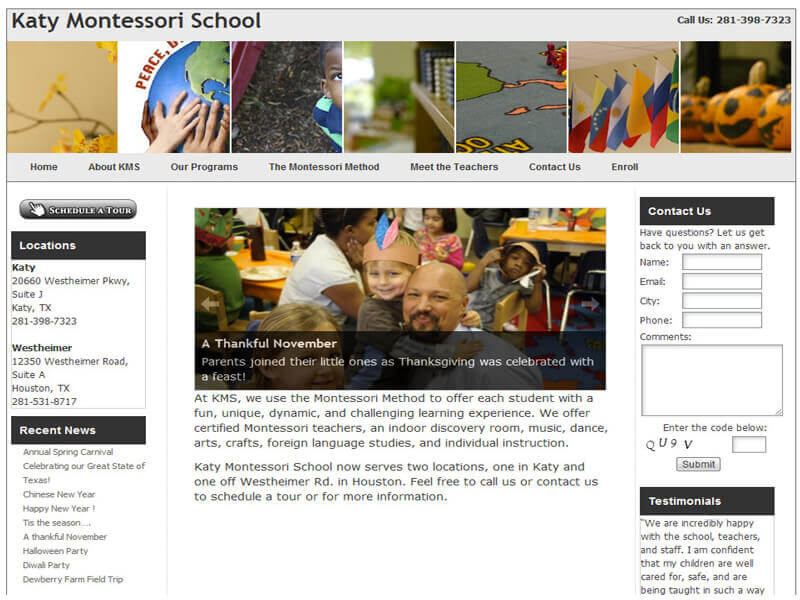 Katy Montessori School
Call Us: 281-398-7323
PEACE,
Home About KMS Our Programs The Montessori Method Meet the Teachers Contact Us Enroll
SCHEDULE A TOUR
Locations
Katy
20660 Westheimer Pkwy,
Suite J
Katy, TX
281-398-7323
Westheimer
12350 Westheimer Road,
Suite A
Houston, TX
281-531-8717
Recent News
Annual Spring Carnival
Celebrating our Great State of
Texas!
Chinese New Year
Happy New Year !
Tis the season....
A thankful November
Halloween Party
Diwali Party
Dewberry Farm Field Trip
A Thankful November
Parents joined their little ones as Thanksgiving was celebrated with
a feast!
At KMS, we use the Montessori Method to offer each student with a
fun, unique, dynamic, and challenging learning experience. We offer
certified Montessori teachers, an indoor discovery room, music, dance,
arts, crafts, foreign language studies, and individual instruction.
Katy Montessori School now serves two locations, one in Katy and
one off Westheimer Rd. in Houston. Feel free to call us or contact us
to schedule a tour or for more information.
Contact Us
Have questions? Let us get
back to you with an answer.
Name:
Email:
City:
Phone:
Comments:
Enter the code below:
QU9V
Submit
Testimonials
"We are incredibly happy
with the school, teachers,
and staff. I am confident
that my children are well
cared for, safe, and are
being taught in such a way